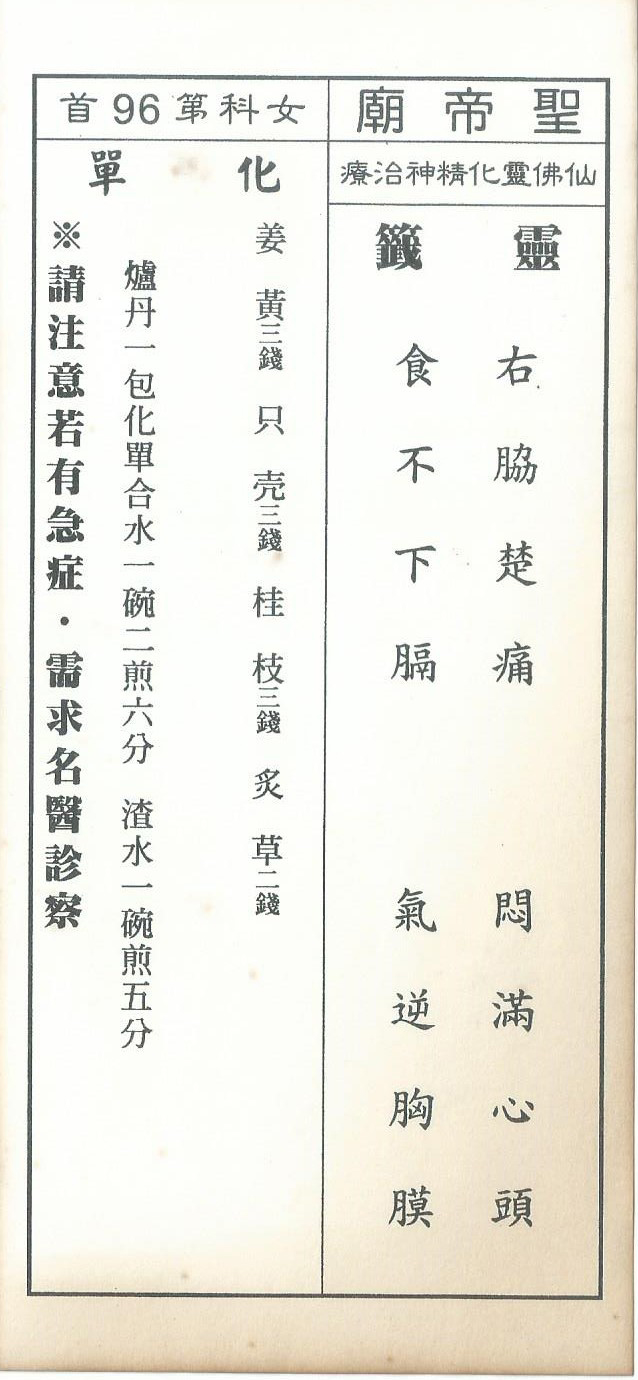 聖帝廟
仙佛靈化精神治療
靈籤
右脇楚痛 悶滿心頭
食不下膈 氣逆胸膜
女科第96首
化單
姜黃三錢 只壳三錢 桂枝三錢 炙草二錢
爐丹一包化單合水一碗二煎六分 渣水一碗煎五分
※請注意若有急症・需求名醫診察